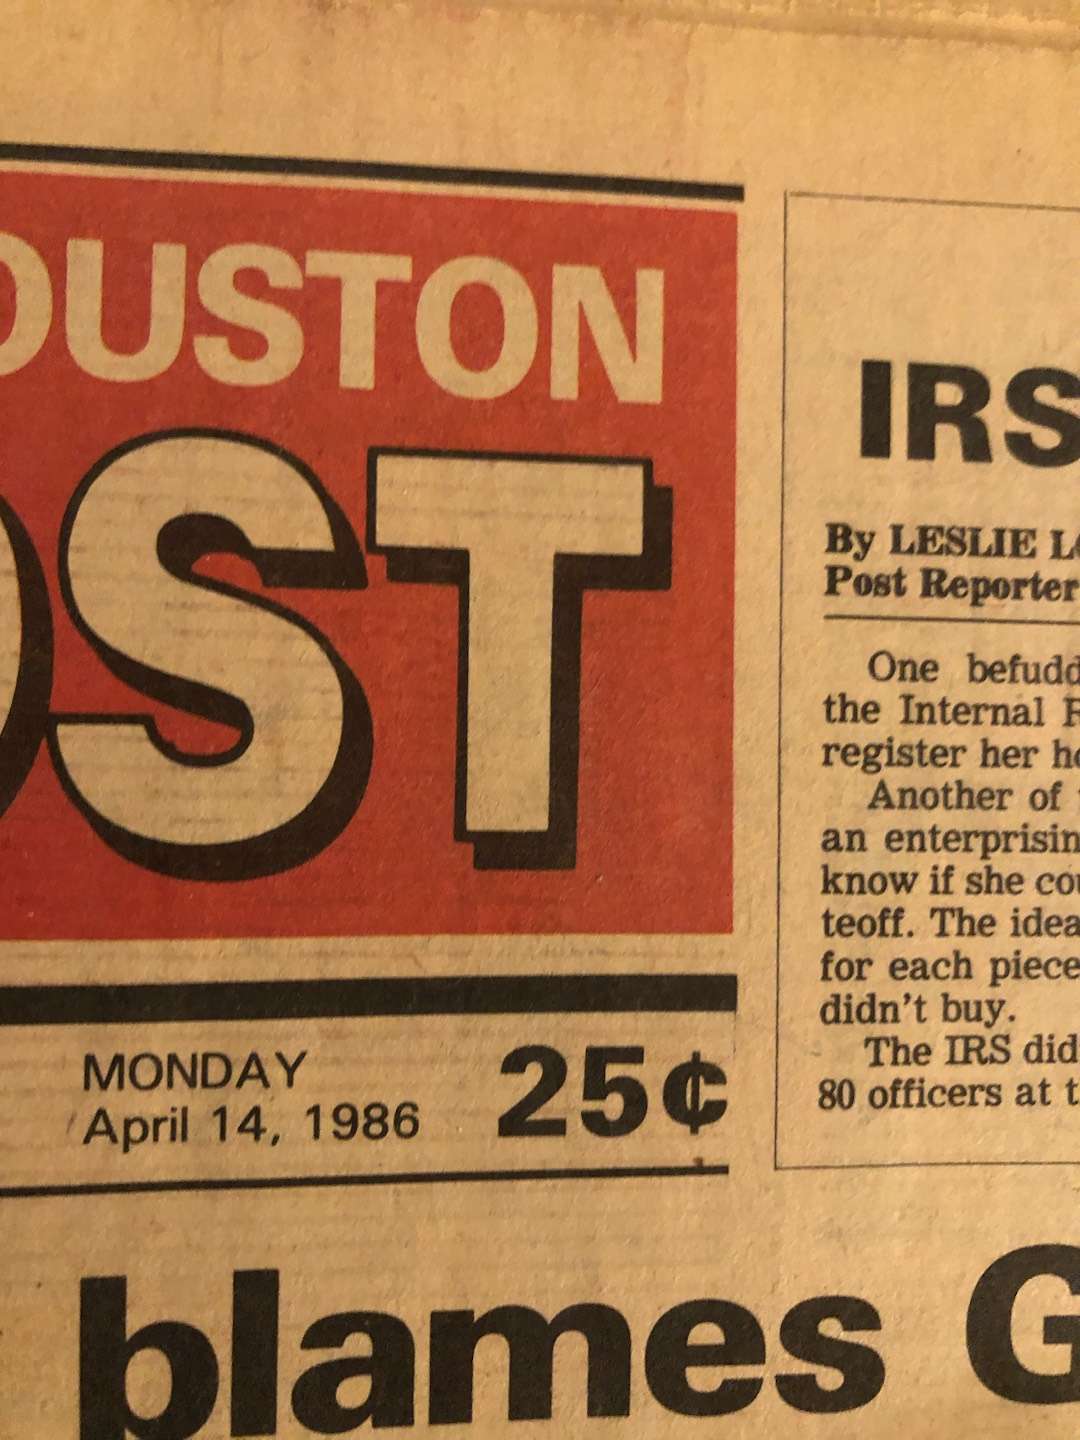 OUSTON
OST
MONDAY
April 14, 1986
25¢
IRS
By LESLIE
Post Reporter
One befudd
the Internal R
register her
Another of
an enterprisin
know if she cou
teoff. The idea
for each piece
didn't buy.
The IRS did
80 officers at t
blames G